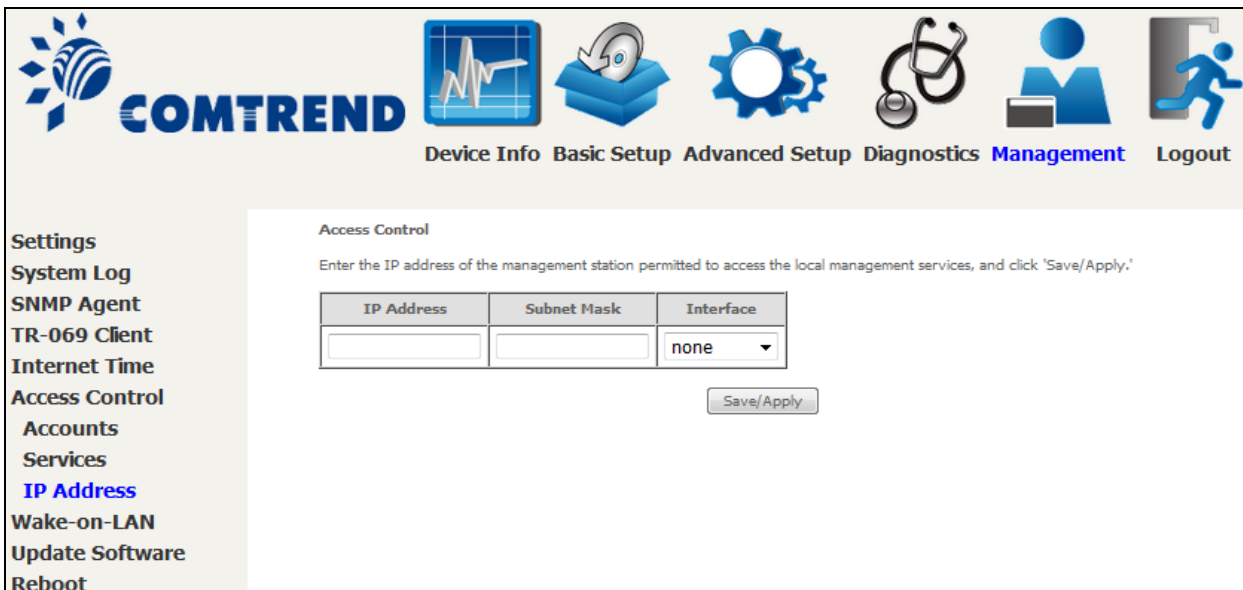 COMTREND
Device Info Basic Setup Advanced Setup Diagnostics Management Logout
Settings
System Log
SNMP Agent
TR-069 Client
Internet Time
Access Control
Accounts
Services
IP Address
Wake-on-LAN
Update Software
Reboot
Access Control
Enter the IP address of the management station permitted to access the local management services, and click 'Save/Apply.'
IP Address Subnet Mask Interface
none
Save/Apply